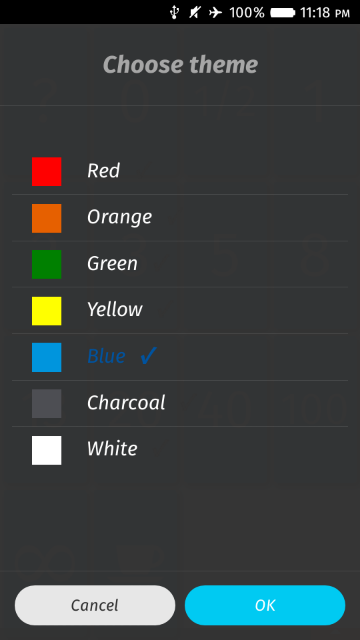 100% 11:18 PM
Choose theme
Red
Orange
Green
Yellow
Blue ✓
Charcoal
White
Cancel OK